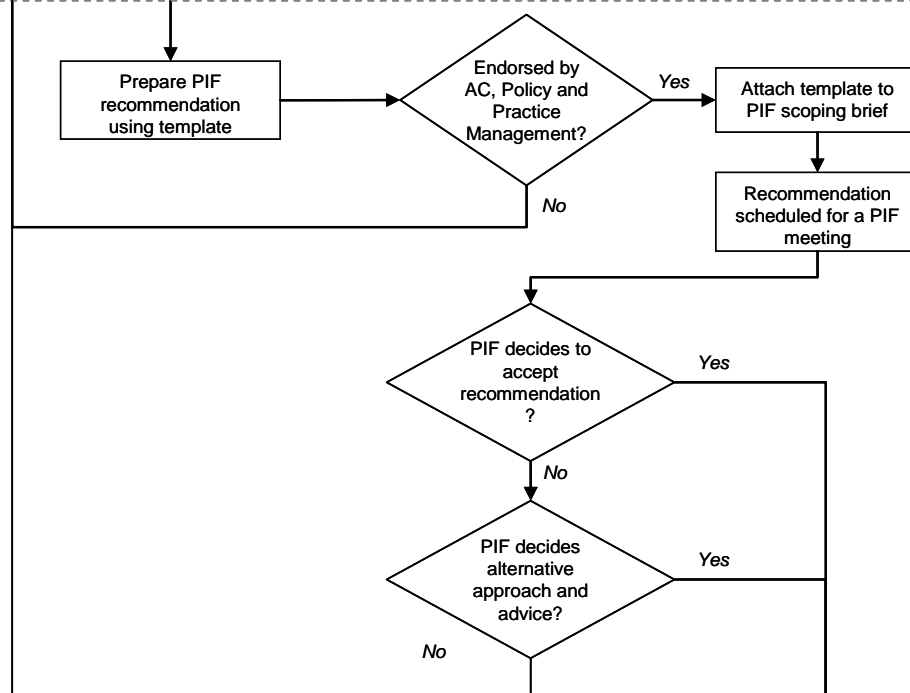 Prepare PIF
recommendation
using template
Endorsed by
AC, Policy and
Practice
Management?
Yes
Attach template to
PIF scoping brief
No
Recommendation
scheduled for a PIF
meeting
PIF decides to
accept
recommendation
?
Yes
No
PIF decides
alternative
approach and
advice?
Yes
No